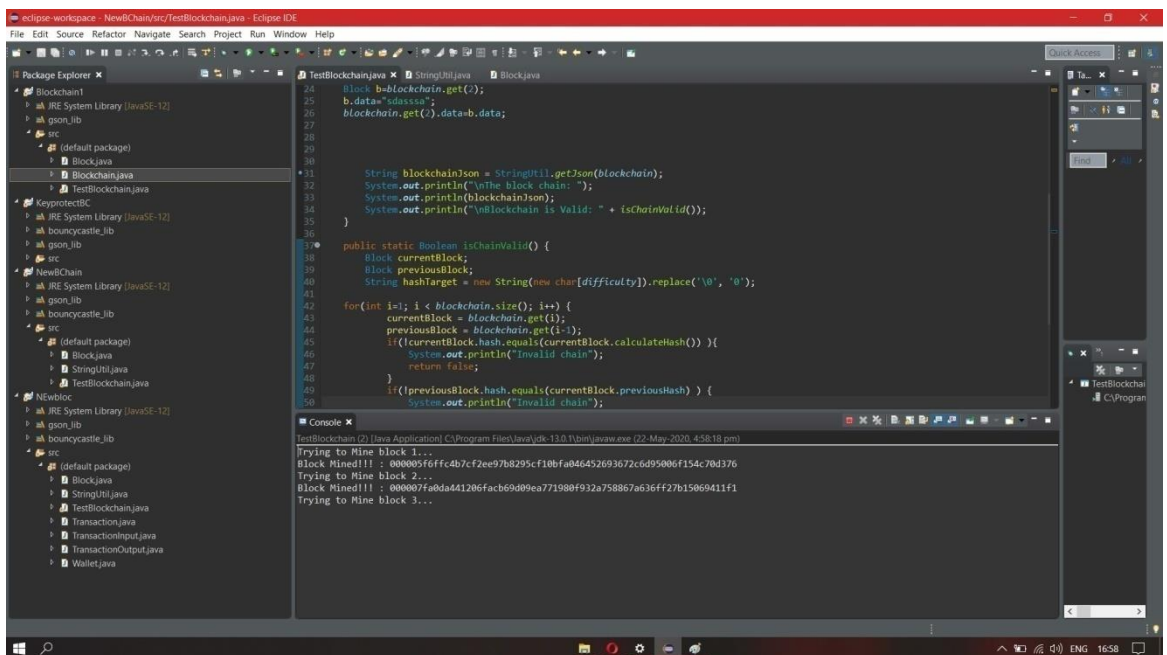 eclipse-workspace - NewBChain/src/TestBlockchain.java - Eclipse IDE
File Edit Source Refactor Navigate Search Project Run Window Help
Quick Access
Package Explorer
Blockchain1
JRE System Library [JavaSE-12]
gson_lib
src
(default package)
Block.java
Blockchain.java
TestBlockchain.java
KeyprotectBC
JRE System Library [JavaSE-12]
bouncycastle_lib
gson_lib
src
NewBChain
JRE System Library [JavaSE-12]
gson_lib
bouncycastle_lib
src
(default package)
Block.java
StringUtil.java
TestBlockchain.java
NEwbloc
JRE System Library [JavaSE-12]
gson_lib
bouncycastle_lib
src
(default package)
Block.java
StringUtil.java
TestBlockchain.java
Transaction.java
TransactionInput.java
TransactionOutput.java
Wallet.java
TestBlockchain.java StringUtil.java Block.java
24 Block b=blockchain.get(2);
25 b.data="sdasssa";
26 blockchain.get(2).data=b.data;
27
28
29
30
31 String blockchainJson = StringUtil.getJson(blockchain);
32 System.out.println("\nThe block chain: ");
33 System.out.println(blockchainJson);
34 System.out.println("\nBlockchain is Valid: " + isChainValid());
35 }
36
37 public static Boolean isChainValid() {
38 Block currentBlock;
39 Block previousBlock;
40 String hashTarget = new String(new char[difficulty]).replace('\0', '0');
41
42 for(int i=1; i < blockchain.size(); i++) {
43 currentBlock = blockchain.get(i);
44 previousBlock = blockchain.get(i-1);
45 if(!currentBlock.hash.equals(currentBlock.calculateHash()) ){
46 System.out.println("Invalid chain");
47 return false;
48 }
49 if(!previousBlock.hash.equals(currentBlock.previousHash) ) {
50 System.out.println("Invalid chain");
Console
TestBlockchain (2) [Java Application] C:\Program Files\Java\jdk-13.0.1\bin\javaw.exe (22-May-2020, 4:58:18 pm)
Trying to Mine block 1...
Block Mined!!! : 000005f6ffc4b7cf2ee97b8295cf10bfa046452693672c6d95006f154c70d376
Trying to Mine block 2...
Block Mined!!! : 000007fa0da441206facb69d09ea771980f932a758867a636ff27b15069411f1
Trying to Mine block 3...
Ta...
Find All
TestBlockchai
C:\Program
ENG 16:58